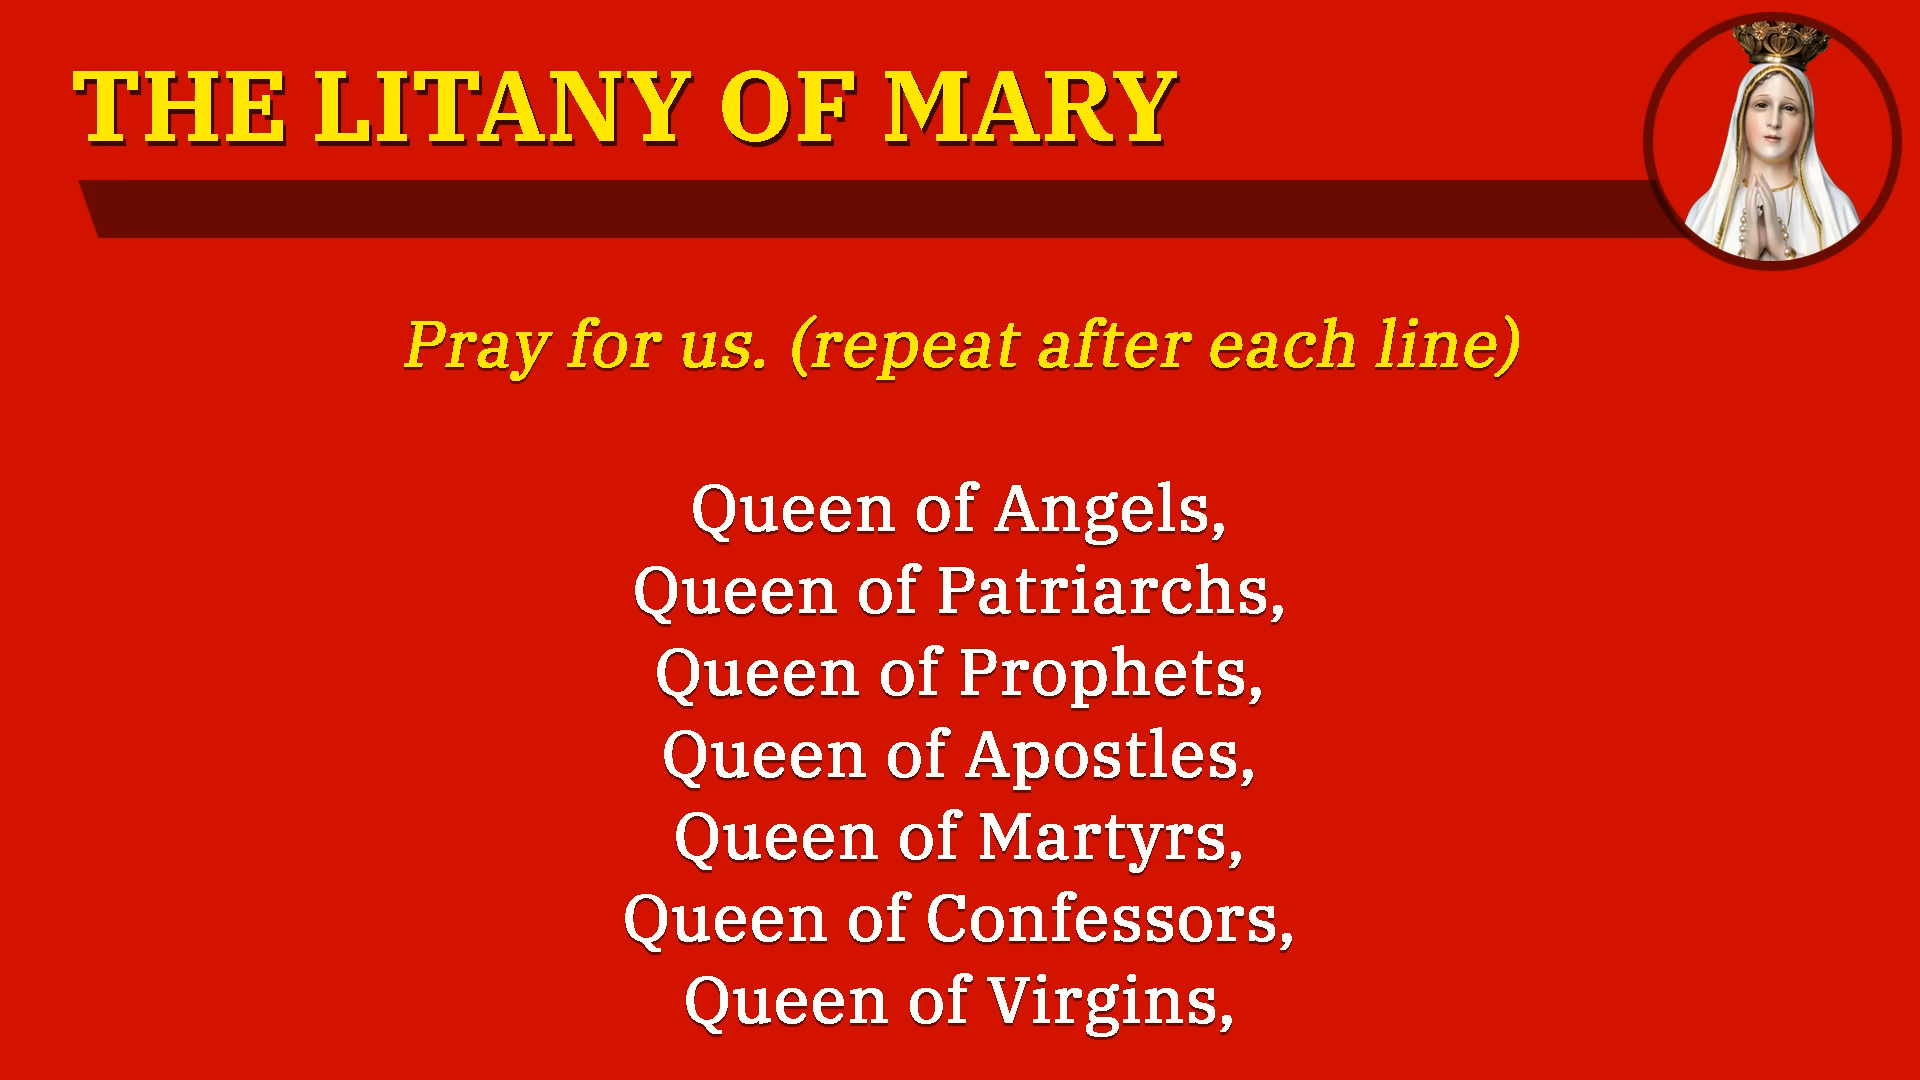 THE LITANY OF MARY
Pray for us. (repeat after each line)
Queen of Angels,
Queen of Patriarchs,
Queen of Prophets,
Queen of Apostles,
Queen of Martyrs,
Queen of Confessors,
Queen of Virgins,